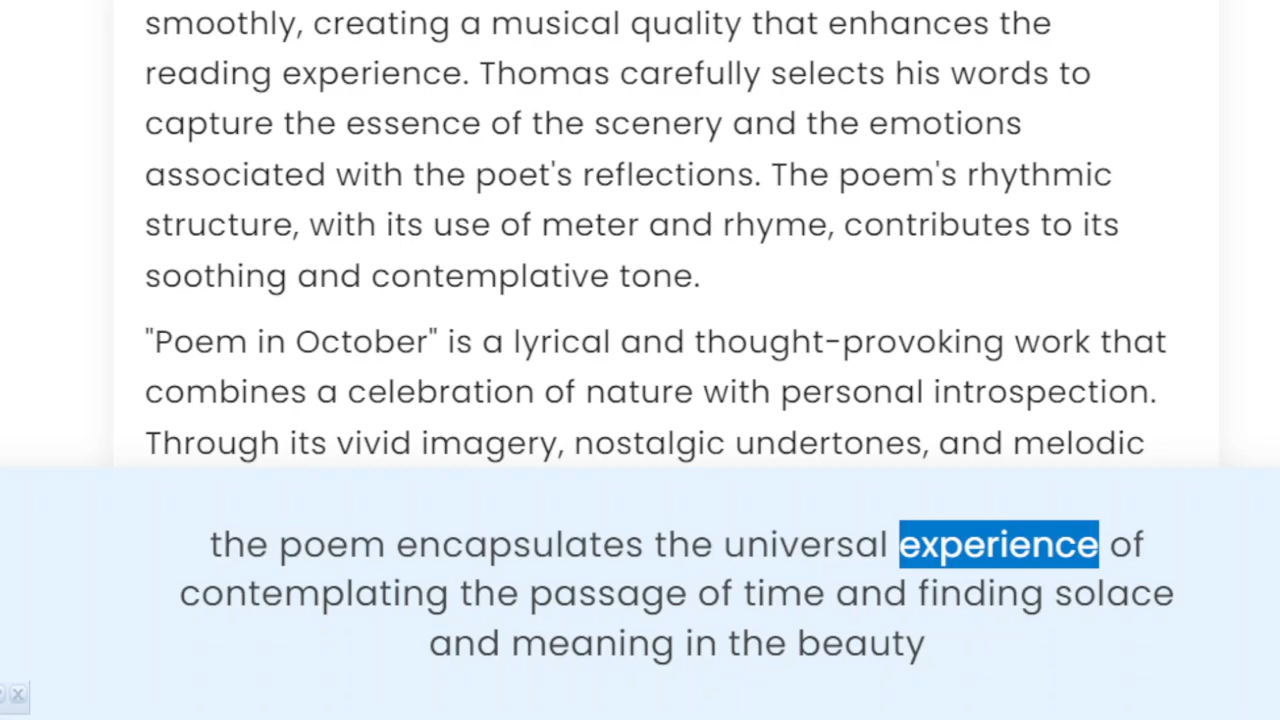 smoothly, creating a musical quality that enhances the
reading experience. Thomas carefully selects his words to
capture the essence of the scenery and the emotions
associated with the poet's reflections. The poem's rhythmic
structure, with its use of meter and rhyme, contributes to its
soothing and contemplative tone.
"Poem in October" is a lyrical and thought-provoking work that
combines a celebration of nature with personal introspection.
Through its vivid imagery, nostalgic undertones, and melodic
the poem encapsulates the universal experience of
contemplating the passage of time and finding solace
and meaning in the beauty